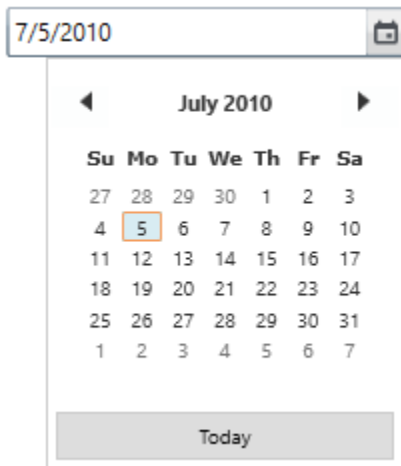 7/5/2010
July 2010
Su Mo Tu We Th Fr Sa
27 28 29 30 1 2 3
4 5 6 7 8 9 10
11 12 13 14 15 16 17
18 19 20 21 22 23 24
25 26 27 28 29 30 31
1 2 3 4 5 6 7
Today